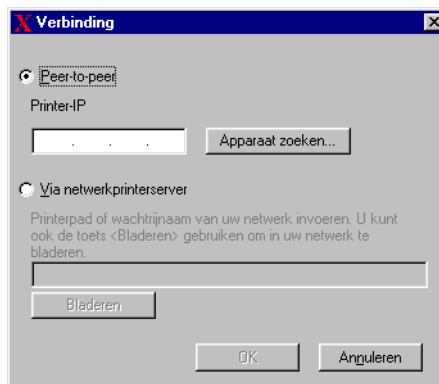 Verbinding
Peer-to-peer
Printer-IP
. . .
Apparaat zoeken...
Via netwerkprinterserver
Printerpad of wachtrijnaam van uw netwerk invoeren. U kunt
ook de toets <Bladeren> gebruiken om in uw netwerk te
bladeren.
Bladeren
OK
Annuleren